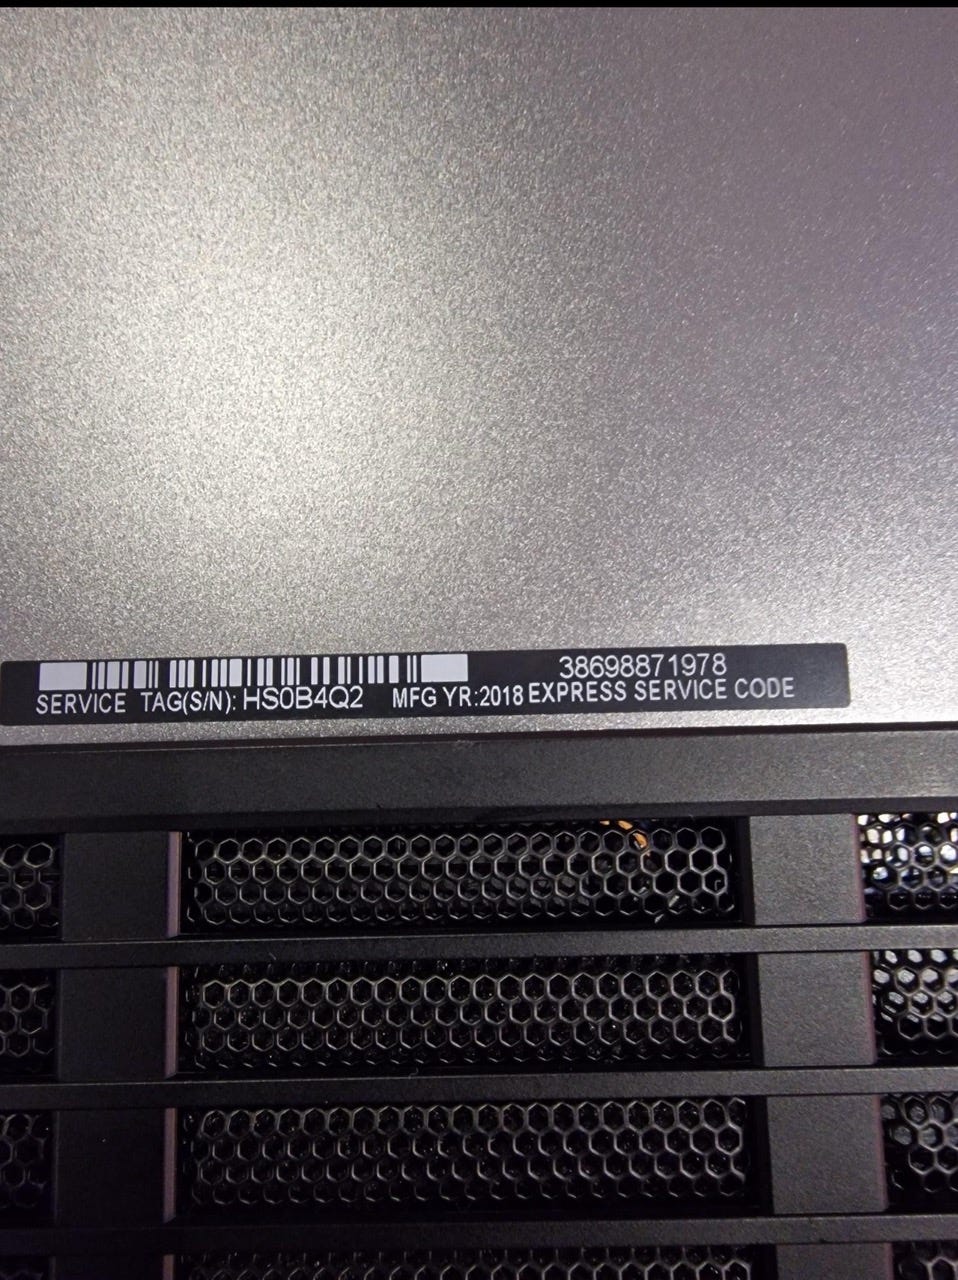 38698871978
SERVICE TAG(S/N): HS0B4Q2 MFG YR:2018 EXPRESS SERVICE CODE